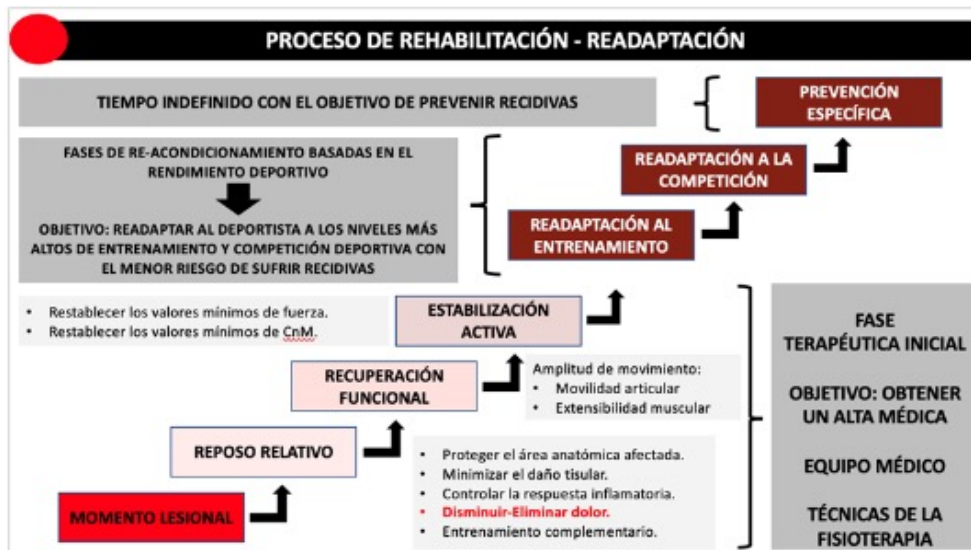 PROCESO DE REHABILITACIÓN - READAPTACIÓN
TIEMPO INDEFINIDO CON EL OBJETIVO DE PREVENIR RECIDIVAS
PREVENCIÓN
ESPECÍFICA
FASES DE RE-ACONDICIONAMIENTO BASADAS EN EL
RENDIMIENTO DEPORTIVO
OBJETIVO: READAPTAR AL DEPORTISTA A LOS NIVELES MÁS
ALTOS DE ENTRENAMIENTO Y COMPETICIÓN DEPORTIVA CON
EL MENOR RIESGO DE SUFRIR RECIDIVAS
READAPTACIÓN A LA
COMPETICIÓN
READAPTACIÓN AL
ENTRENAMIENTO
• Restablecer los valores mínimos de fuerza.
• Restablecer los valores mínimos de CnM.
ESTABILIZACIÓN
ACTIVA
RECUPERACIÓN
FUNCIONAL
Amplitud de movimiento:
• Movilidad articular
• Extensibilidad muscular
REPOSO RELATIVO
• Proteger el área anatómica afectada.
• Minimizar el daño tisular.
• Controlar la respuesta inflamatoria.
• Disminuir-Eliminar dolor.
• Entrenamiento complementario.
MOMENTO LESIONAL
FASE
TERAPÉUTICA INICIAL
OBJETIVO: OBTENER
UN ALTA MÉDICA
EQUIPO MÉDICO
TÉCNICAS DE LA
FISIOTERAPIA